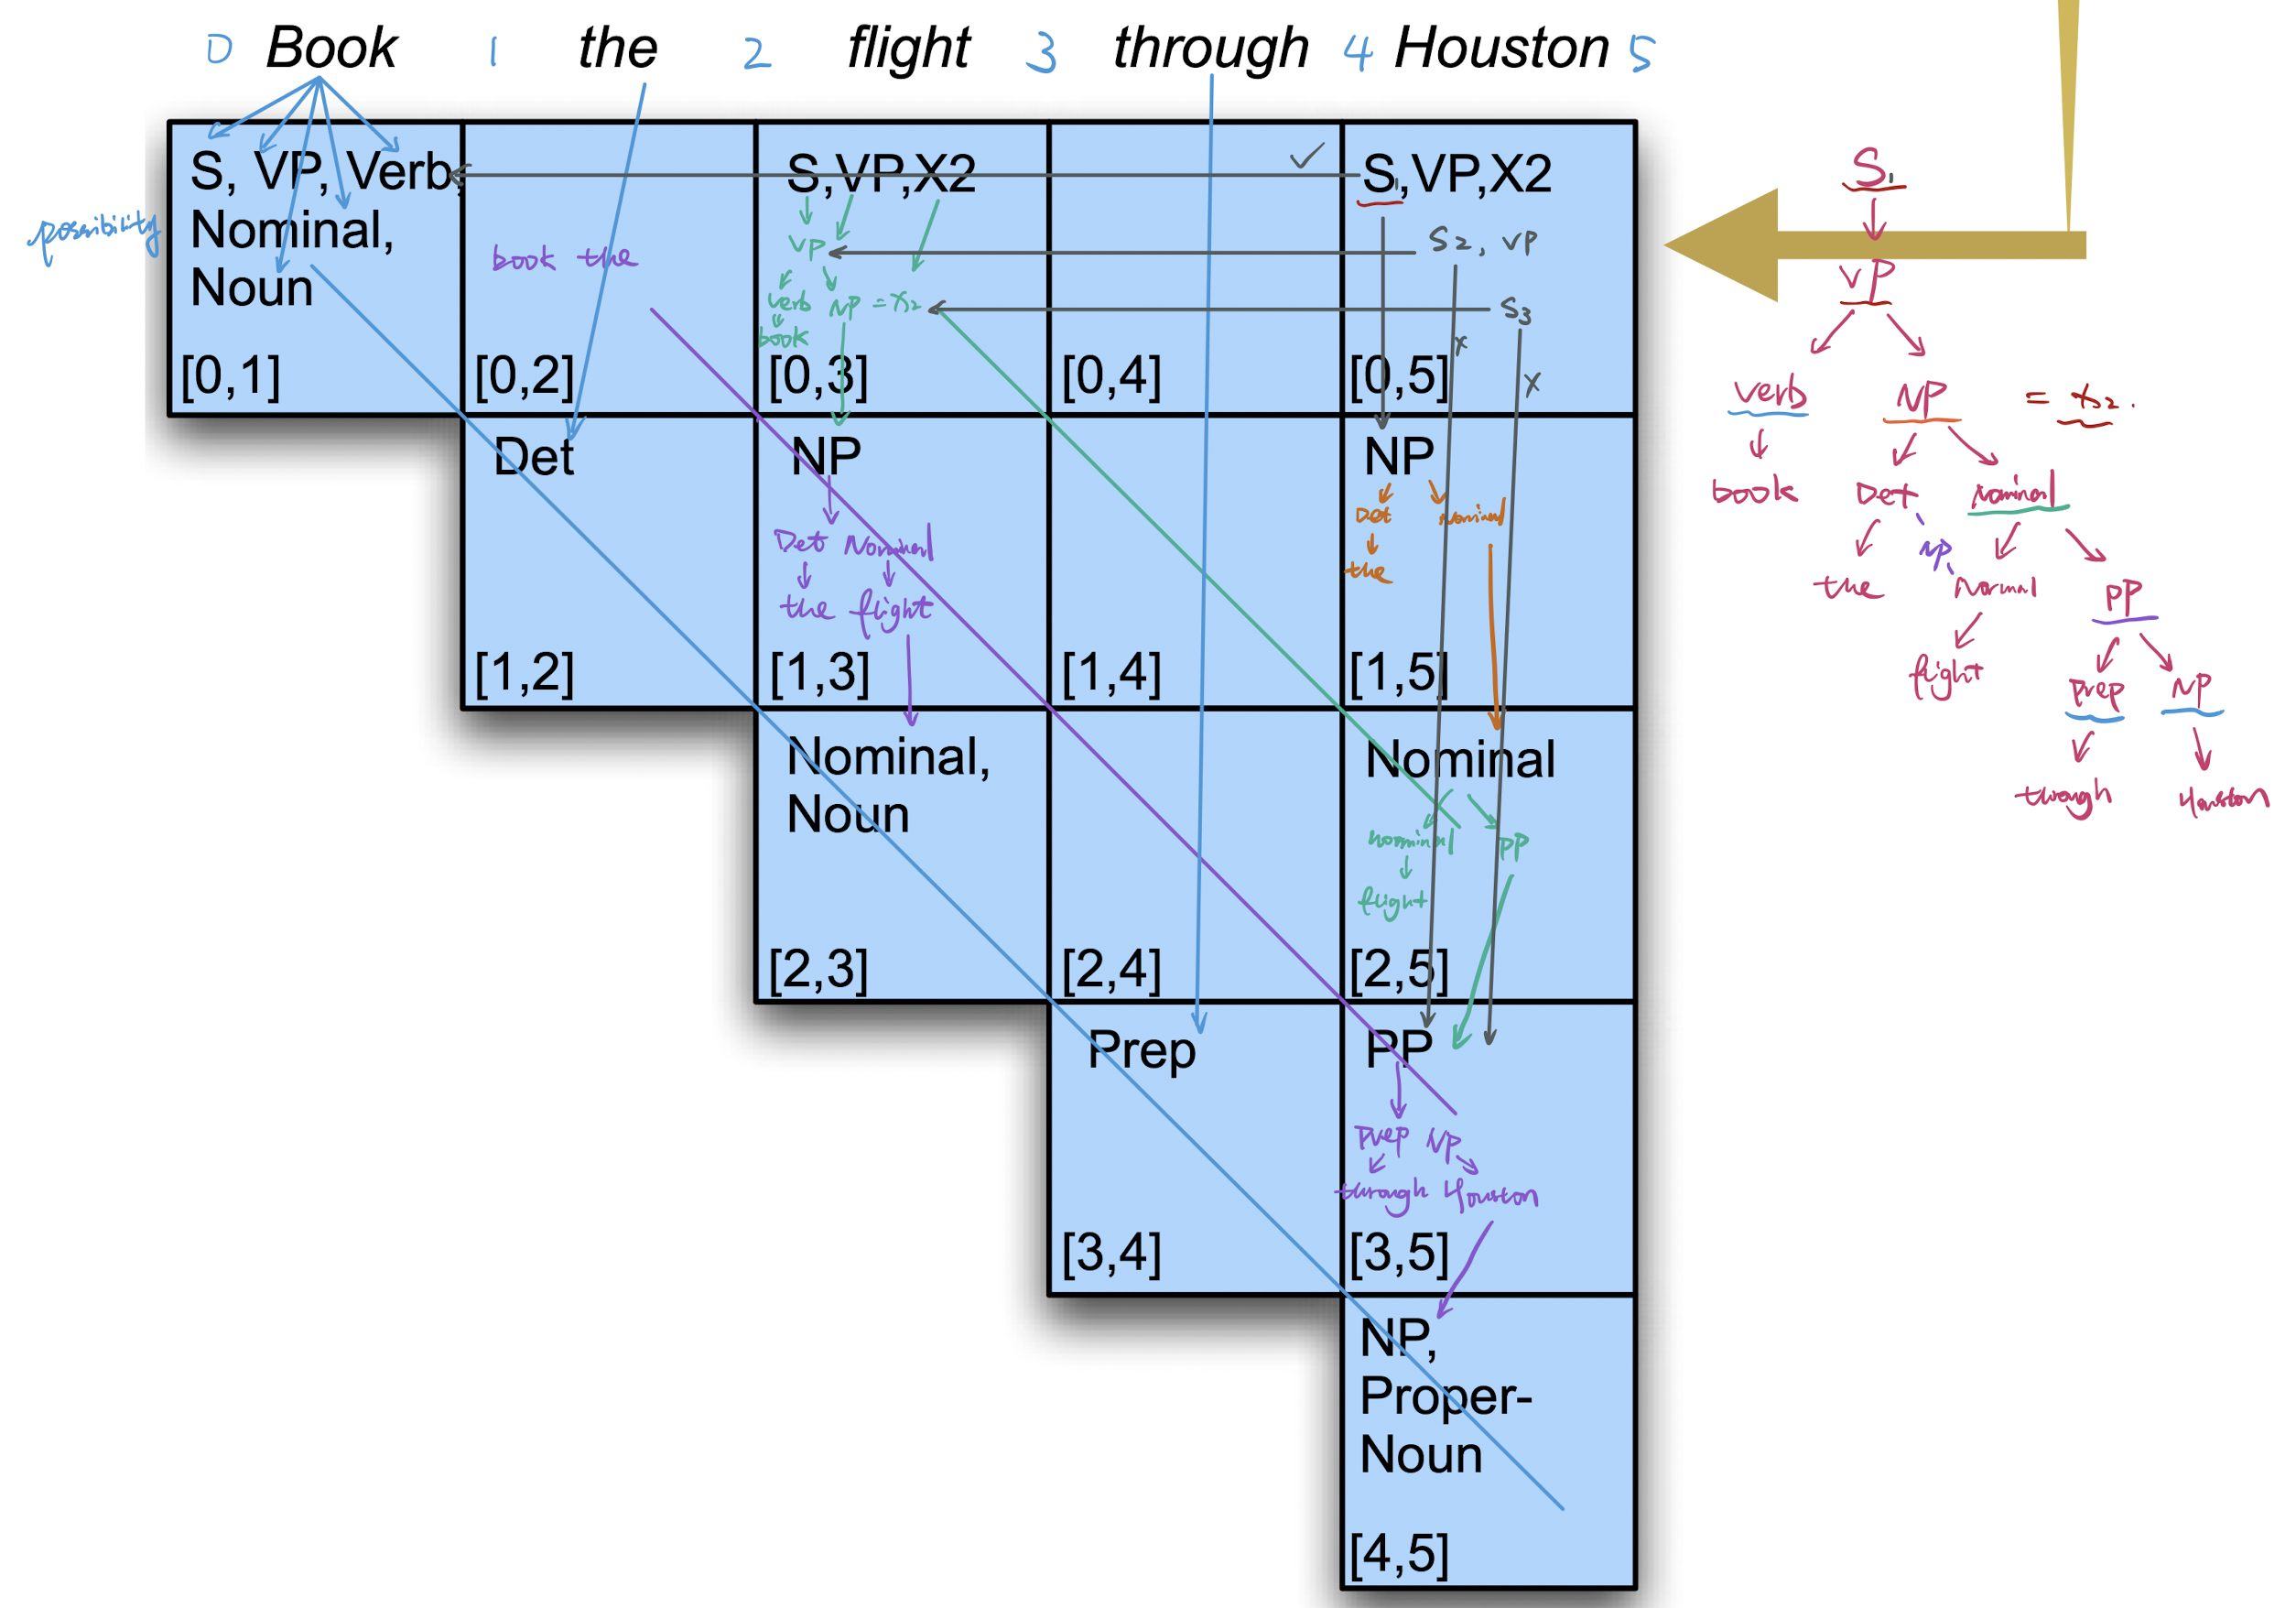 0 Book 1 the 2 flight 3 through 4 Houston 5
possibility
S, VP, Verb,
Nominal,
Noun
[0,1]
book the
[0,2]
S,VP,X2
VP
verb NP = X2
book
[0,3]
[0,4]
✓
S1,VP,X2
S2, VP
S3
x
x
[0,5]
Det
[1,2]
NP
Det Nominal
the flight
[1,3]
[1,4]
NP
Det Nominal
the
[1,5]
Nominal,
Noun
[2,3]
[2,4]
Nominal
nominal PP
flight
[2,5]
Prep
[3,4]
PP
prep NP
through Houston
[3,5]
NP,
Proper-
Noun
[4,5]
S1
VP
verb NP = X2.
book Det Nominal
NP
the Normal PP
flight prep NP
through Houston